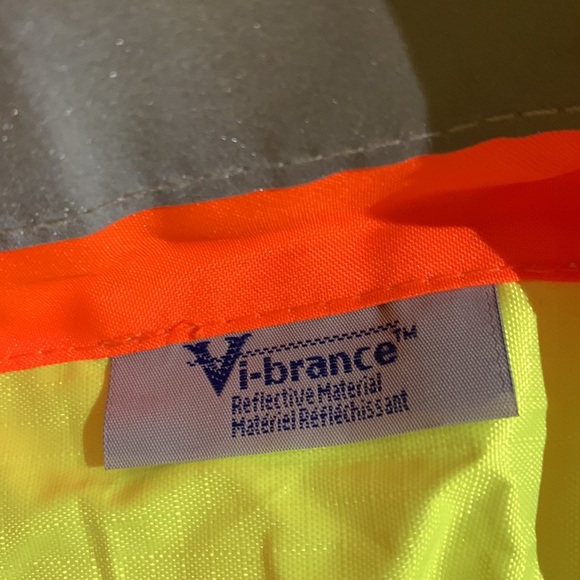 Vi-brance™
Reflective Material
Matériel Réfléchissant